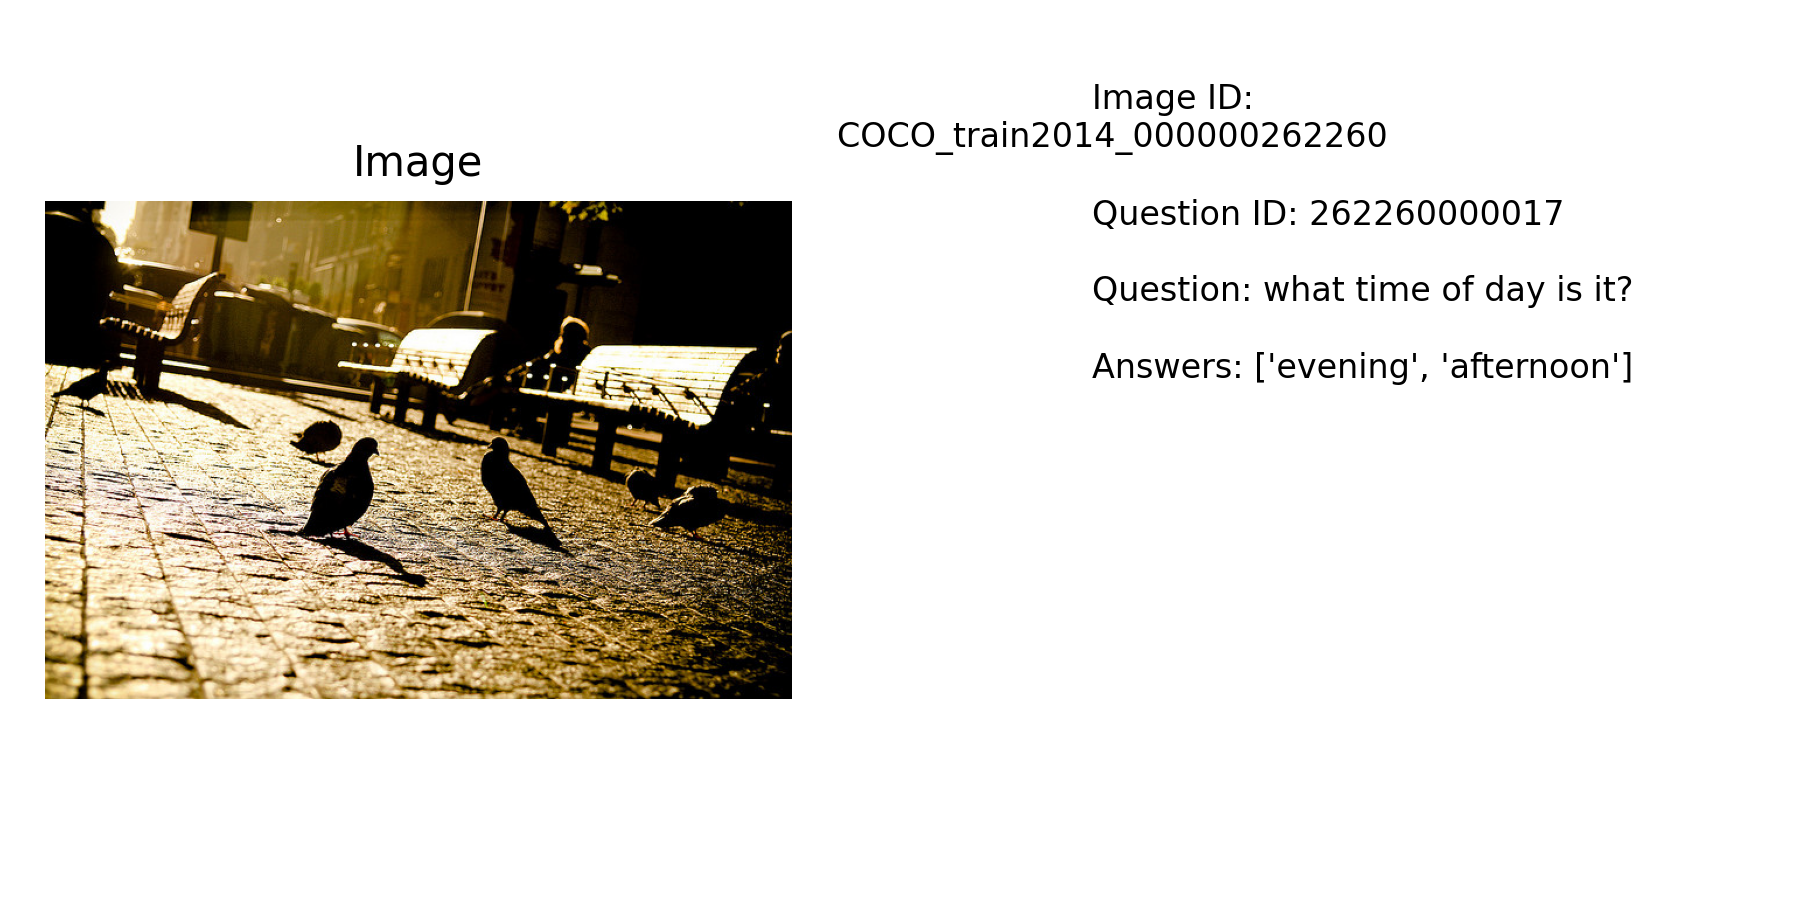 Image
Image ID:
COCO_train2014_000000262260
Question ID: 262260000017
Question: what time of day is it?
Answers: ['evening', 'afternoon']